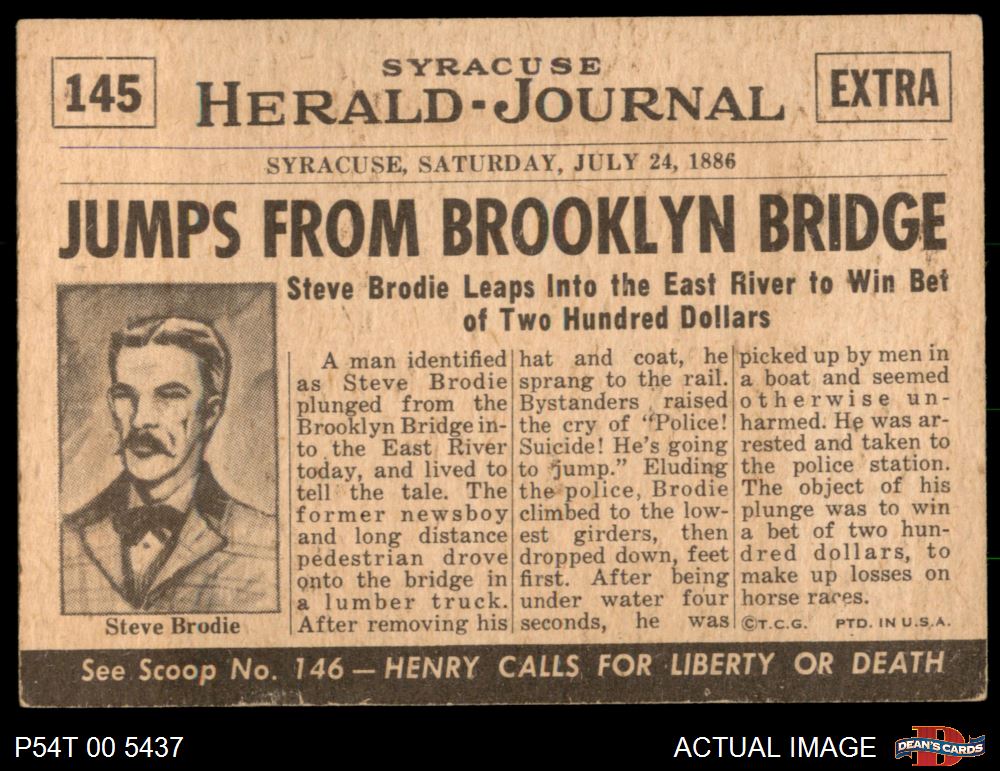 145
SYRACUSE
HERALD-JOURNAL
EXTRA
SYRACUSE, SATURDAY, JULY 24, 1886
JUMPS FROM BROOKLYN BRIDGE
Steve Brodie Leaps Into the East River to Win Bet
of Two Hundred Dollars
Steve Brodie
A man identified
as Steve Brodie
plunged from the
Brooklyn Bridge in-
to the East River
today, and lived to
tell the tale. The
former newsboy
and long distance
pedestrian drove
onto the bridge in
a lumber truck.
After removing his
hat and coat, he
sprang to the rail.
Bystanders raised
the cry of "Police!
Suicide! He's going
to jump." Eluding
the police, Brodie
climbed to the low-
est girders, then
dropped down, feet
first. After being
under water four
seconds, he was
picked up by men in
a boat and seemed
otherwise un-
harmed. He was ar-
rested and taken to
the police station.
The object of his
plunge was to win
a bet of two hun-
dred dollars, to
make up losses on
horse races.
©T.C.G. PTD. IN U.S.A.
See Scoop No. 146 — HENRY CALLS FOR LIBERTY OR DEATH
P54T 00 5437
ACTUAL IMAGE
DEAN'S CARDS